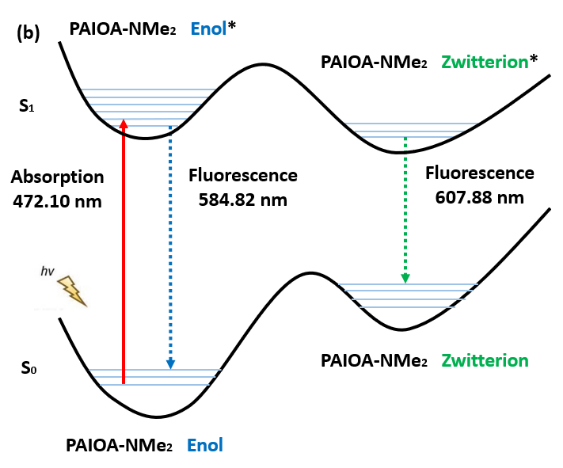 (b)
PAIOA-NMe₂ Enol*
PAIOA-NMe₂ Zwitterion*
S₁
Absorption
472.10 nm
Fluorescence
584.82 nm
Fluorescence
607.88 nm
hv
S₀
PAIOA-NMe₂ Zwitterion
PAIOA-NMe₂ Enol